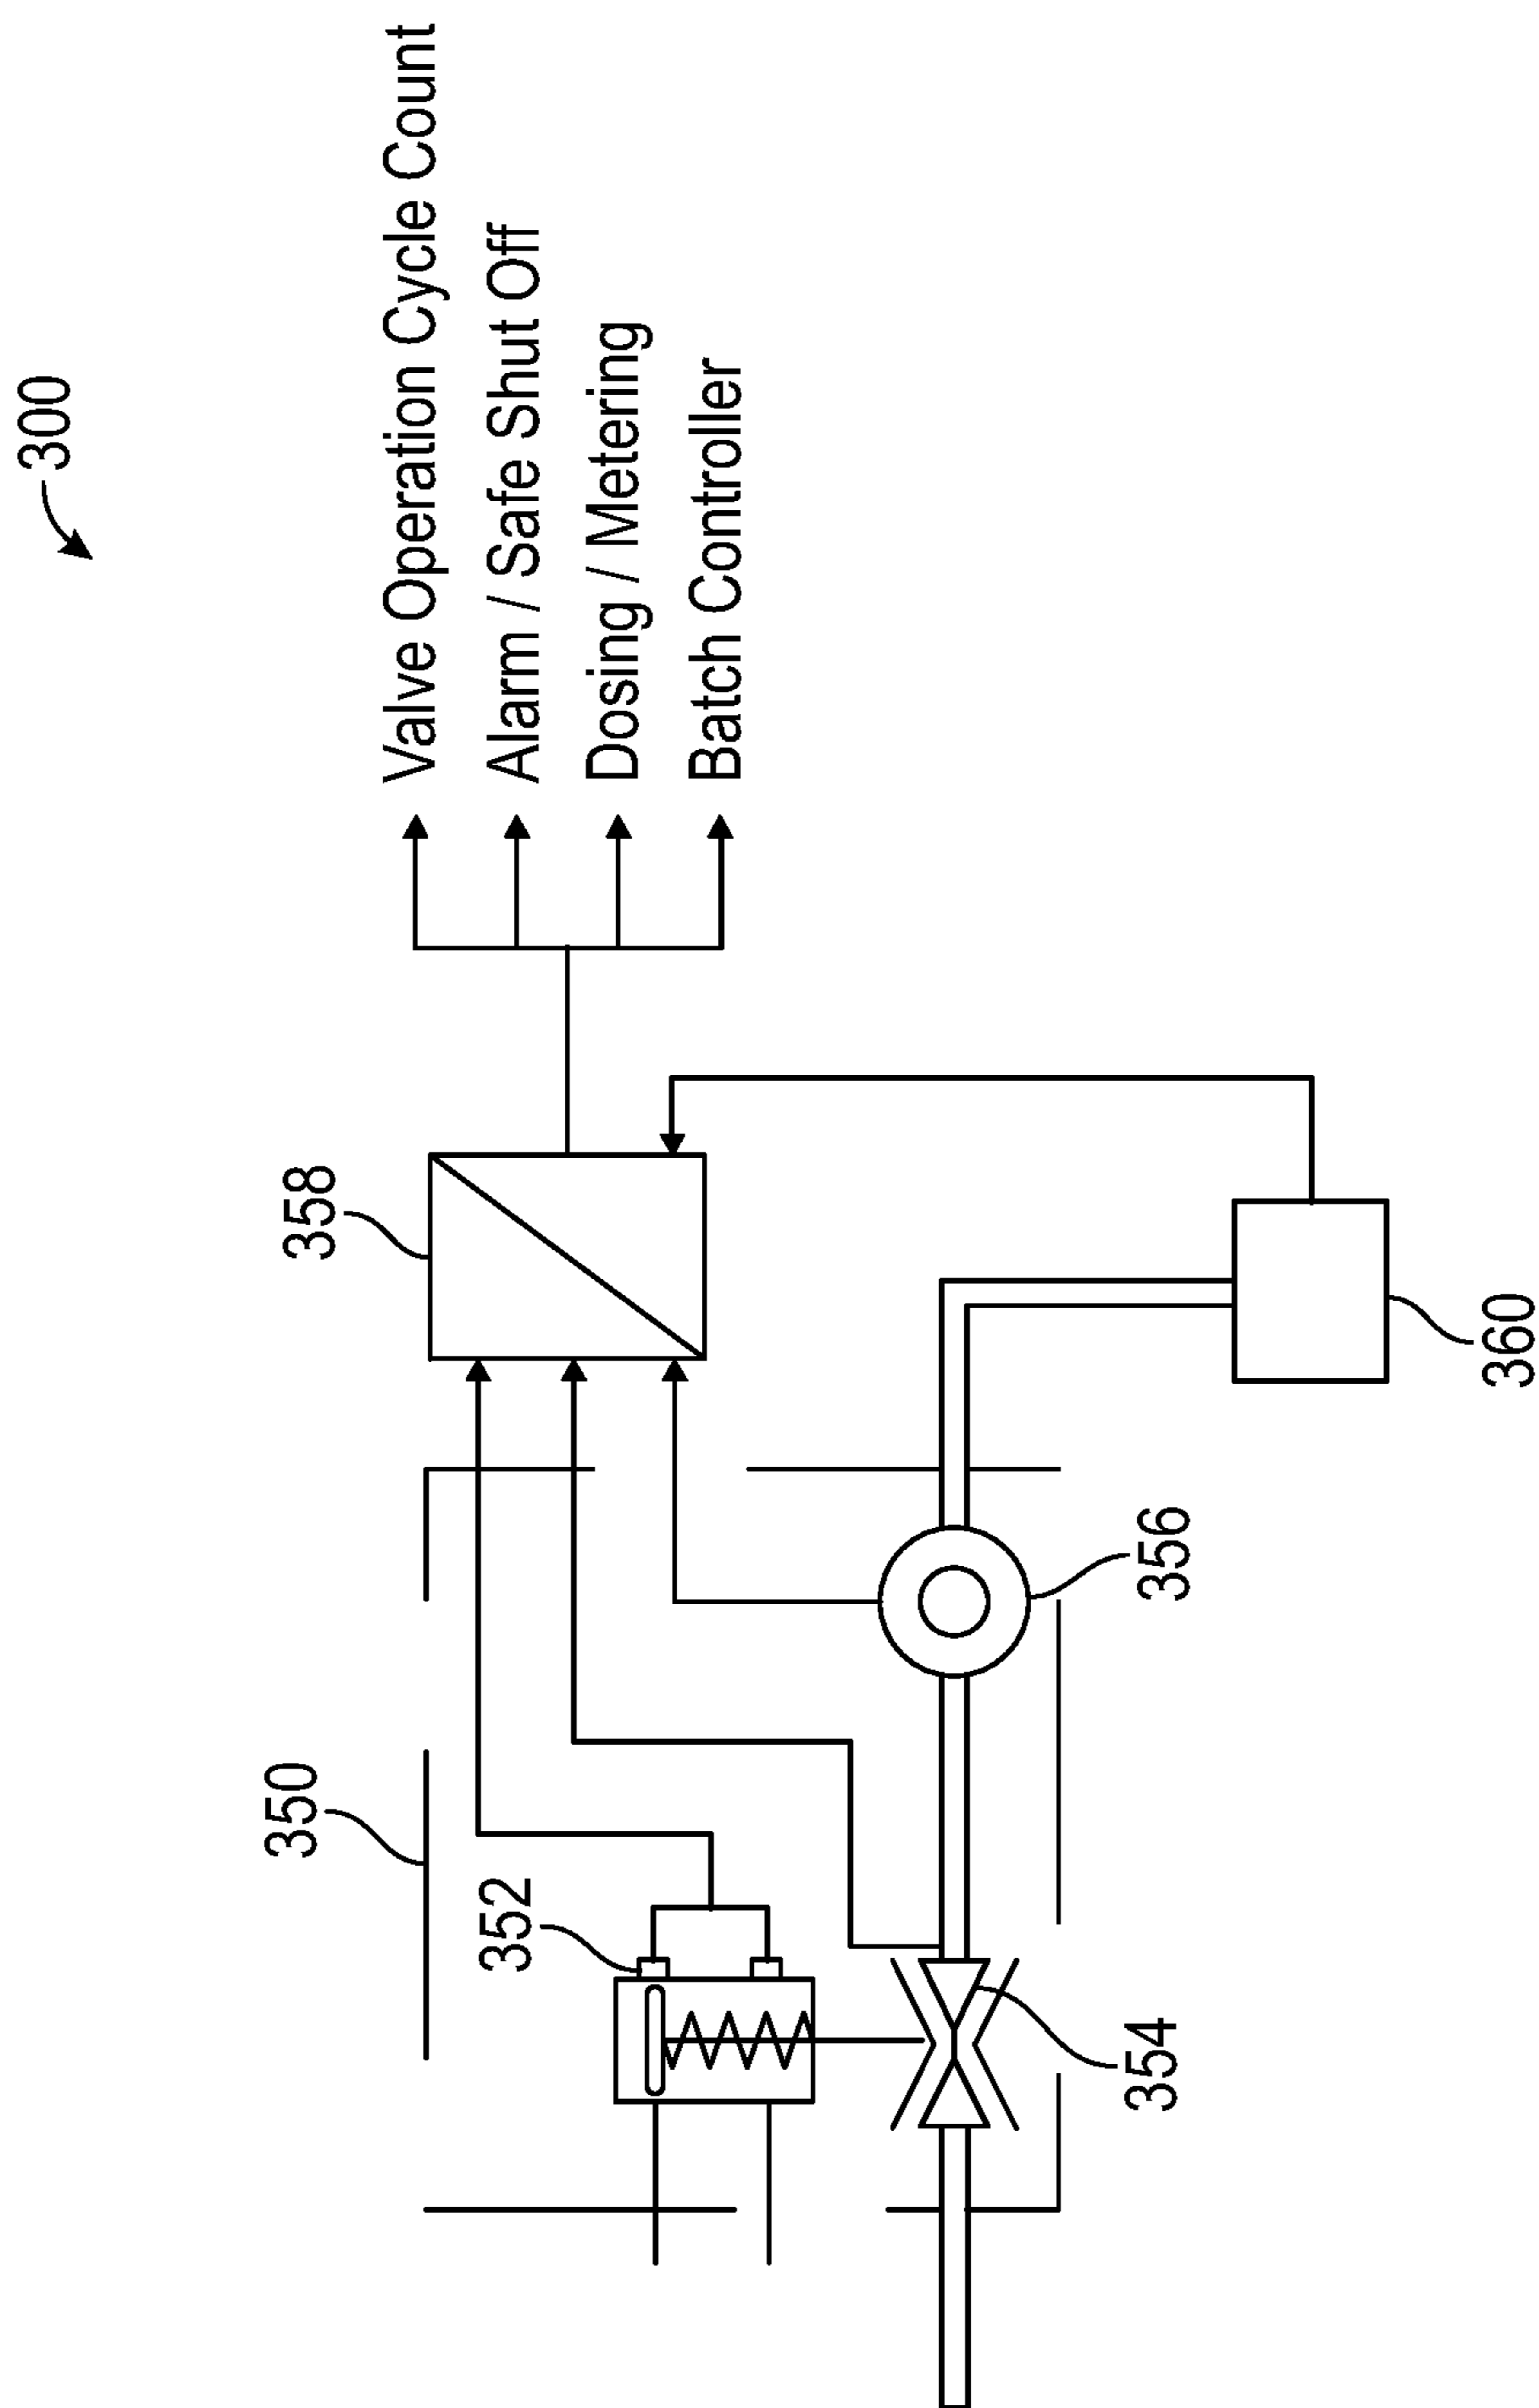 300
Valve Operation Cycle Count
Alarm / Safe Shut Off
Dosing / Metering
Batch Controller
350
352
358
354
356
360